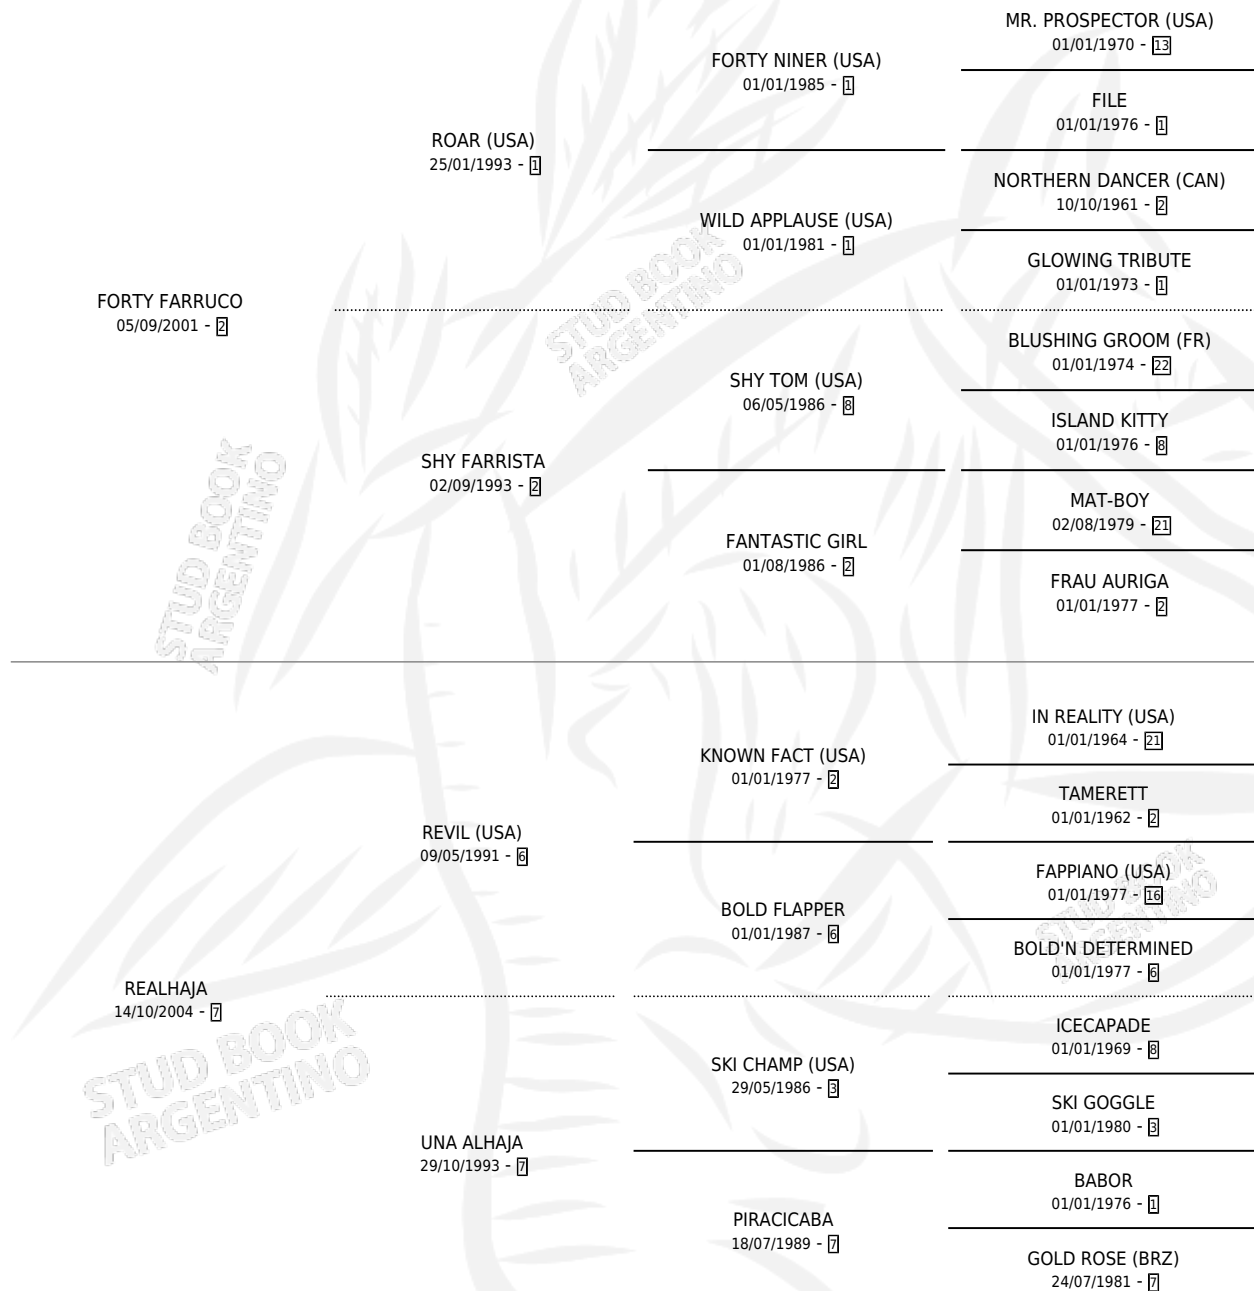 MR. PROSPECTOR (USA)
01/01/1970 - 13
FORTY NINER (USA)
01/01/1985 - 1
FILE
01/01/1976 - 1
ROAR (USA)
25/01/1993 - 1
NORTHERN DANCER (CAN)
10/10/1961 - 2
WILD APPLAUSE (USA)
01/01/1981 - 1
GLOWING TRIBUTE
01/01/1973 - 1
FORTY FARRUCO
05/09/2001 - 2
BLUSHING GROOM (FR)
01/01/1974 - 22
SHY TOM (USA)
06/05/1986 - 8
ISLAND KITTY
01/01/1976 - 8
SHY FARRISTA
02/09/1993 - 2
MAT-BOY
02/08/1979 - 21
FANTASTIC GIRL
01/08/1986 - 2
FRAU AURIGA
01/01/1977 - 2
IN REALITY (USA)
01/01/1964 - 21
KNOWN FACT (USA)
01/01/1977 - 2
TAMERETT
01/01/1962 - 2
REVIL (USA)
09/05/1991 - 6
FAPPIANO (USA)
01/01/1977 - 16
BOLD FLAPPER
01/01/1987 - 6
BOLD'N DETERMINED
01/01/1977 - 6
REALHAJA
14/10/2004 - 7
ICECAPADE
01/01/1969 - 8
SKI CHAMP (USA)
29/05/1986 - 3
SKI GOGGLE
01/01/1980 - 3
UNA ALHAJA
29/10/1993 - 7
BABOR
01/01/1976 - 1
PIRACICABA
18/07/1989 - 7
GOLD ROSE (BRZ)
24/07/1981 - 7
STUD BOOK
ARGENTINO
STUD BOOK
ARGENTINO
STUD BOOK
ARGENTINO
STUD BOOK
ARGENTINO